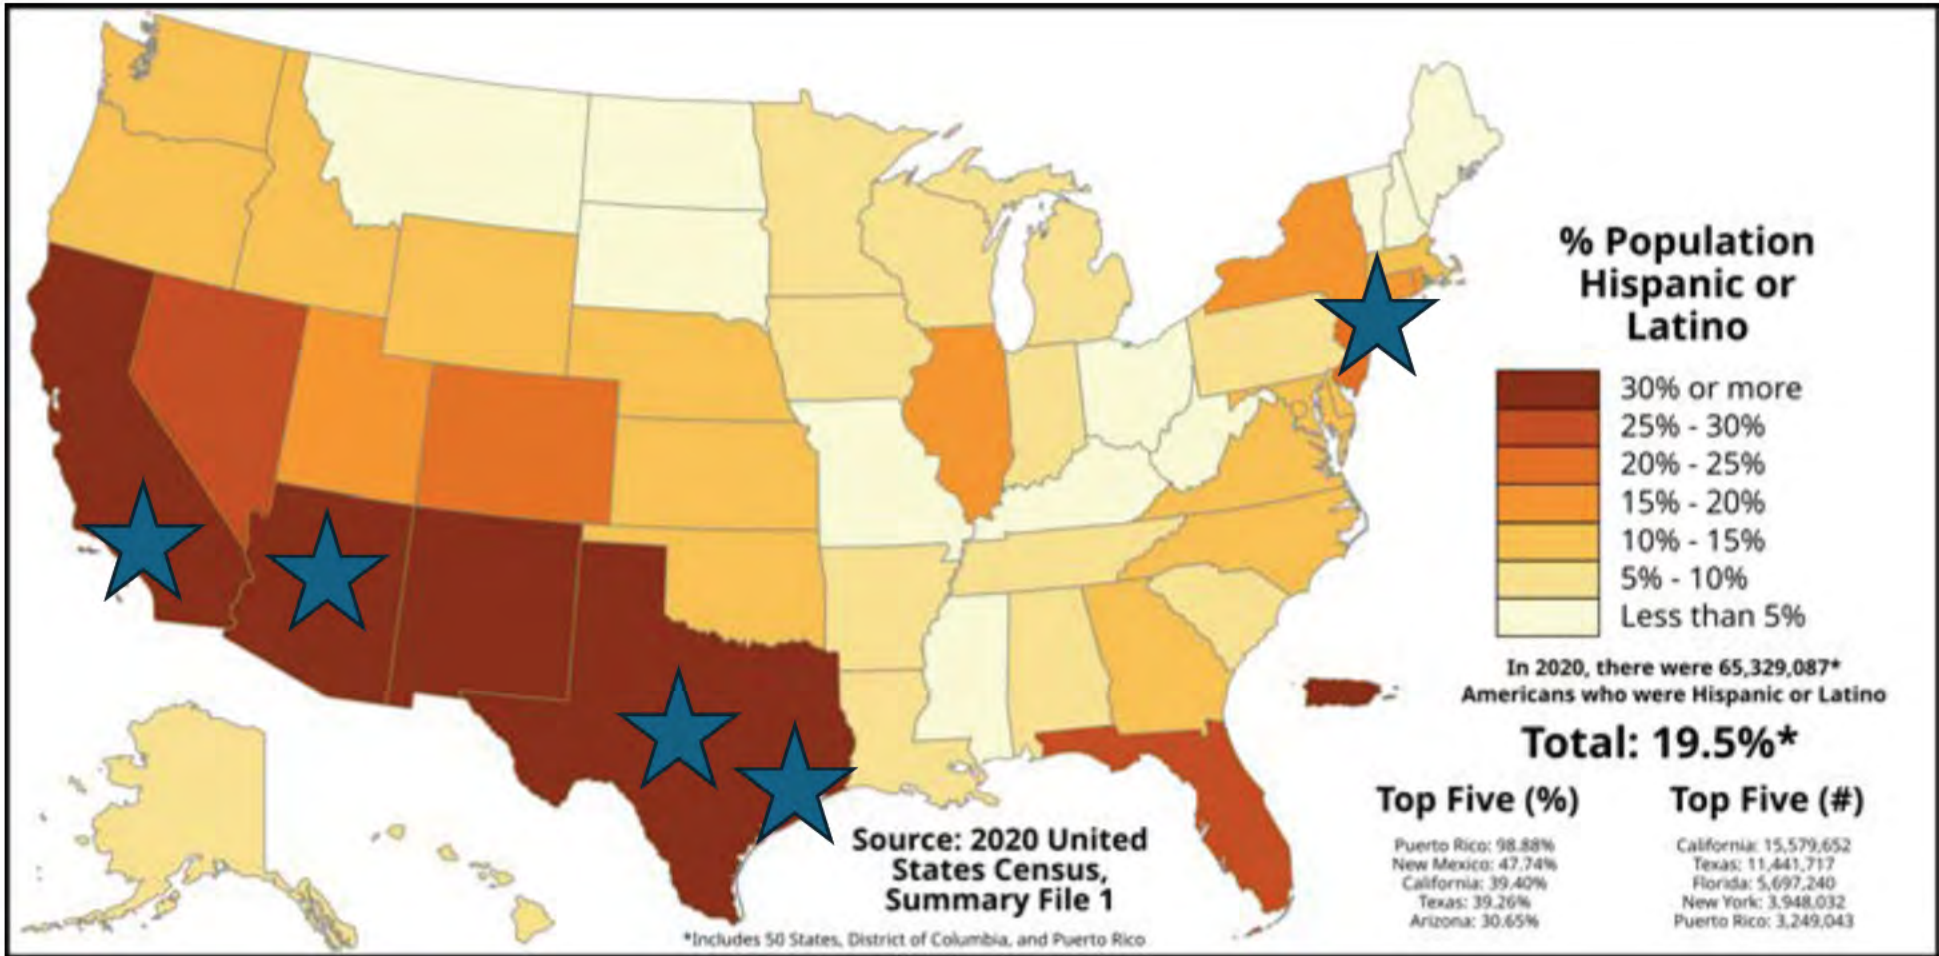 % Population
Hispanic or
Latino
30% or more
25% - 30%
20% - 25%
15% - 20%
10% - 15%
5% - 10%
Less than 5%
In 2020, there were 65,329,087*
Americans who were Hispanic or Latino
Total: 19.5%*
Top Five (%)
Puerto Rico: 98.88%
New Mexico: 47.74%
California: 39.40%
Texas: 39.26%
Arizona: 30.65%
Top Five (#)
California: 15,579,652
Texas: 11,441,717
Florida: 5,697,240
New York: 3,948,032
Puerto Rico: 3,249,043
Source: 2020 United
States Census,
Summary File 1
*Includes 50 States, District of Columbia, and Puerto Rico